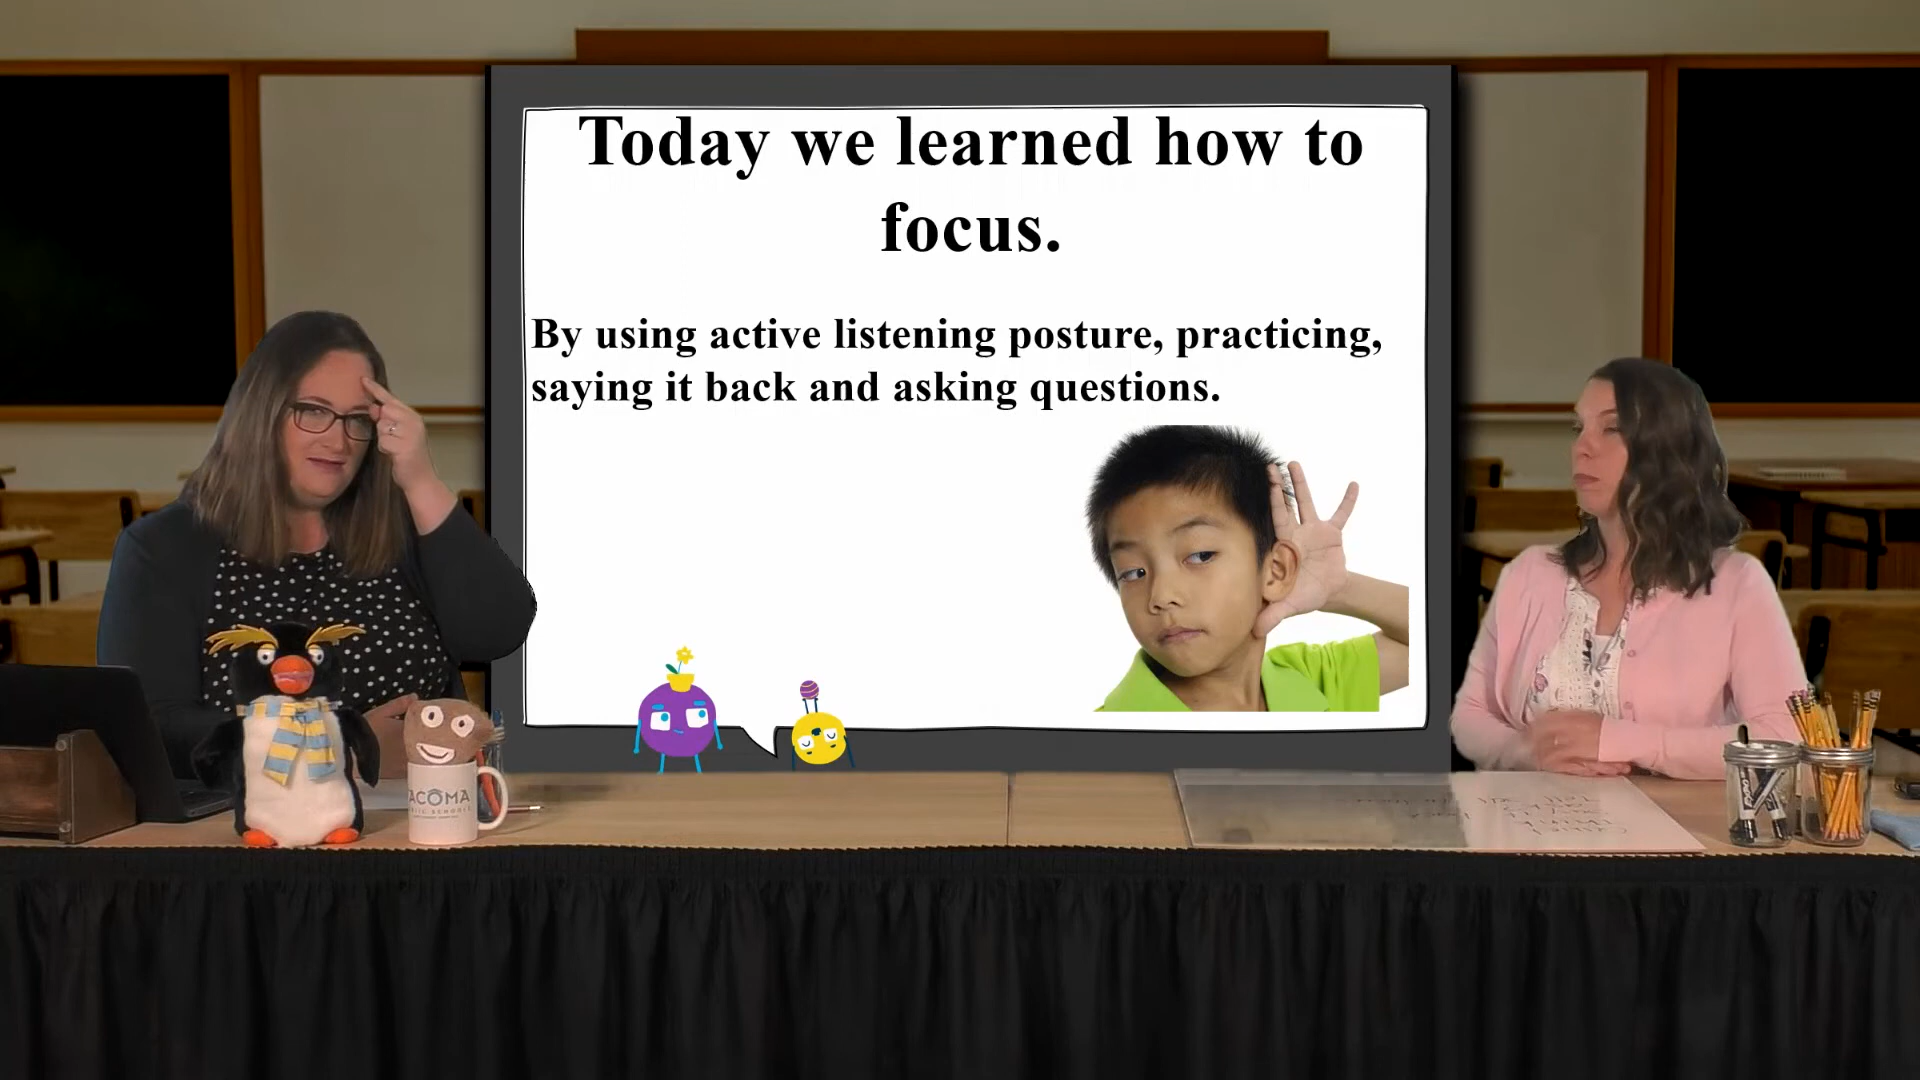 Today we learned how to
focus.
By using active listening posture, practicing,
saying it back and asking questions.
ACOMA